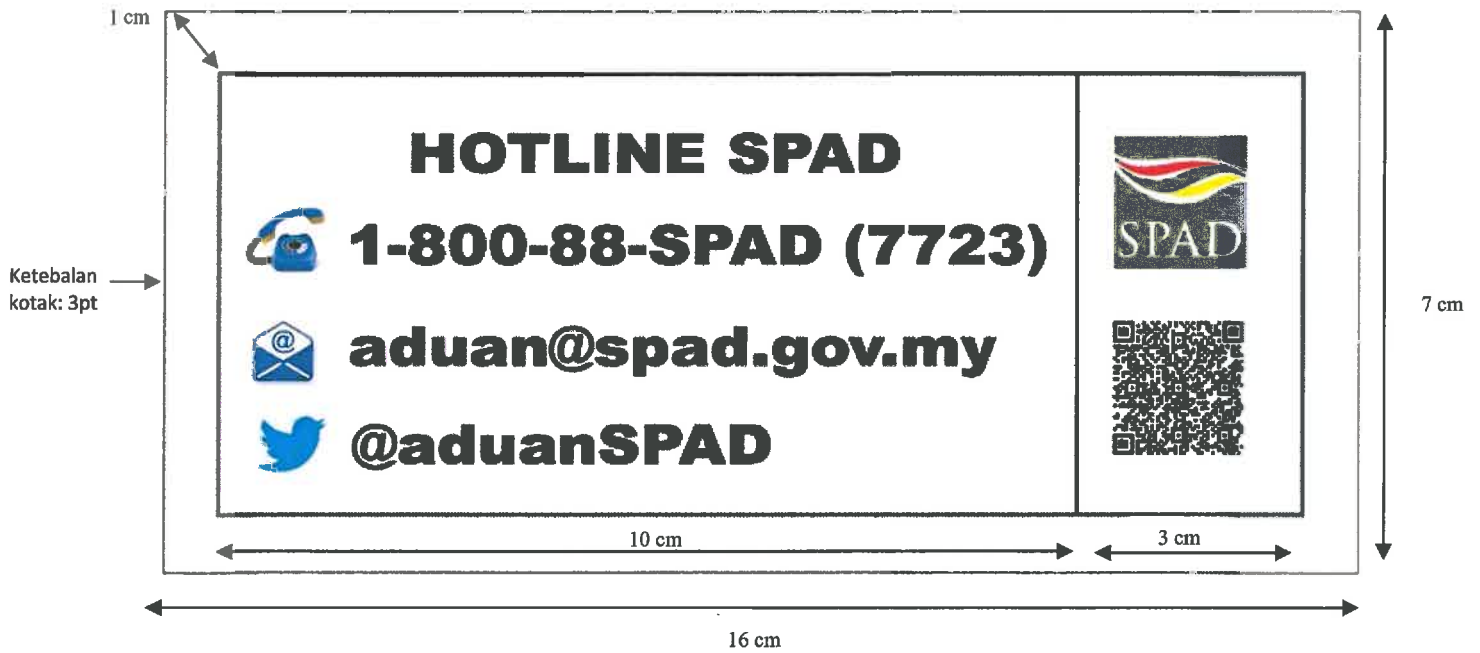 1 cm
HOTLINE SPAD
1-800-88-SPAD (7723)
aduan@spad.gov.my
@aduanSPAD
SPAD
Ketebalan
kotak: 3pt
7 cm
10 cm
3 cm
16 cm